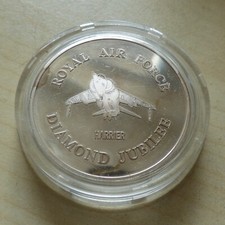 ROYAL AIR FORCE
HARRIER
DIAMOND JUBILEE